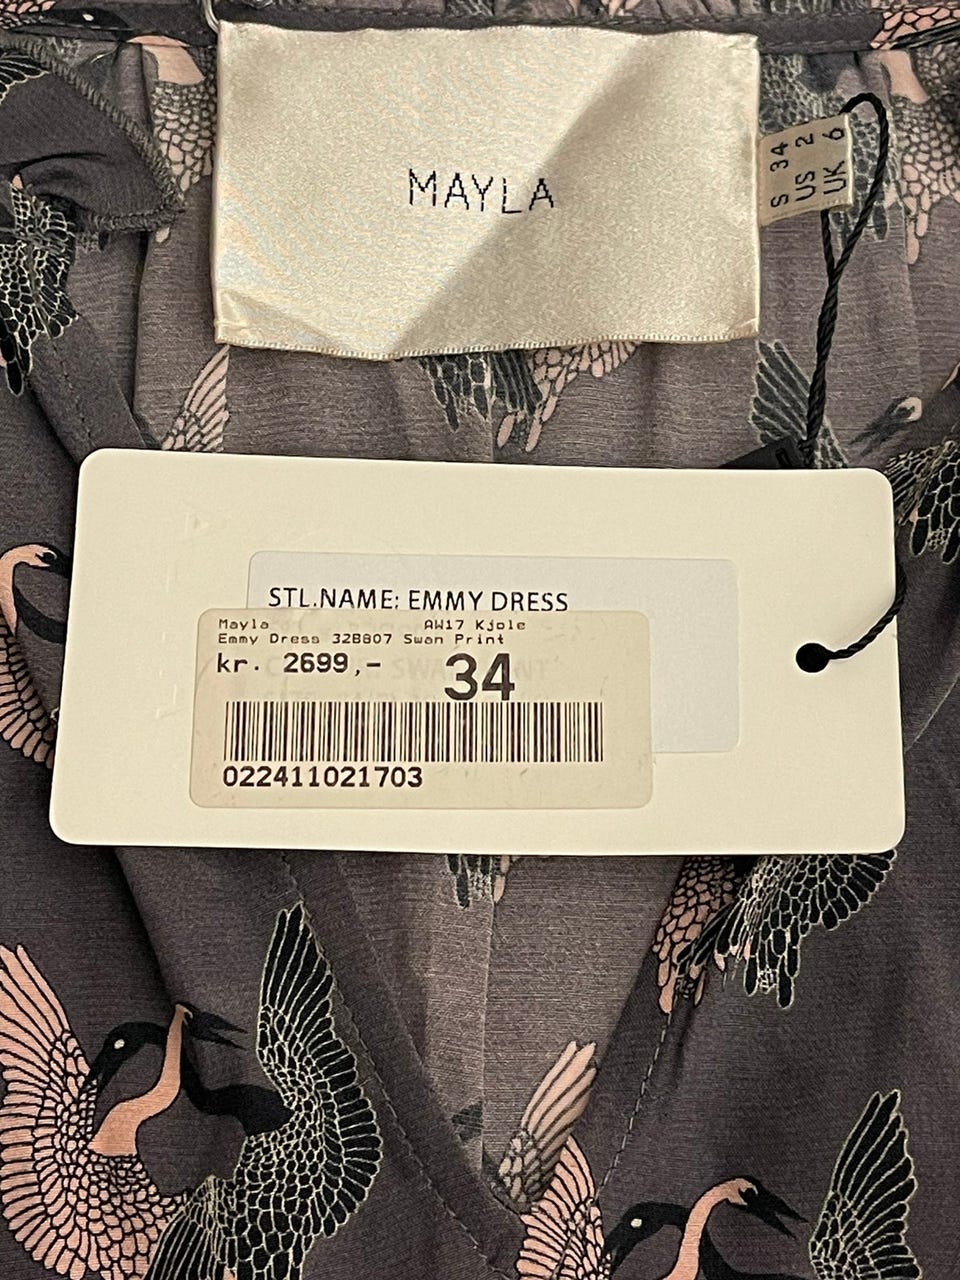 MAYLA
S 34
US 2
UK 6
STL.NAME: EMMY DRESS
Mayla AW17 Kjole
Emmy Dress 32B807 Swan Print
kr. 2699,- 34
022411021703